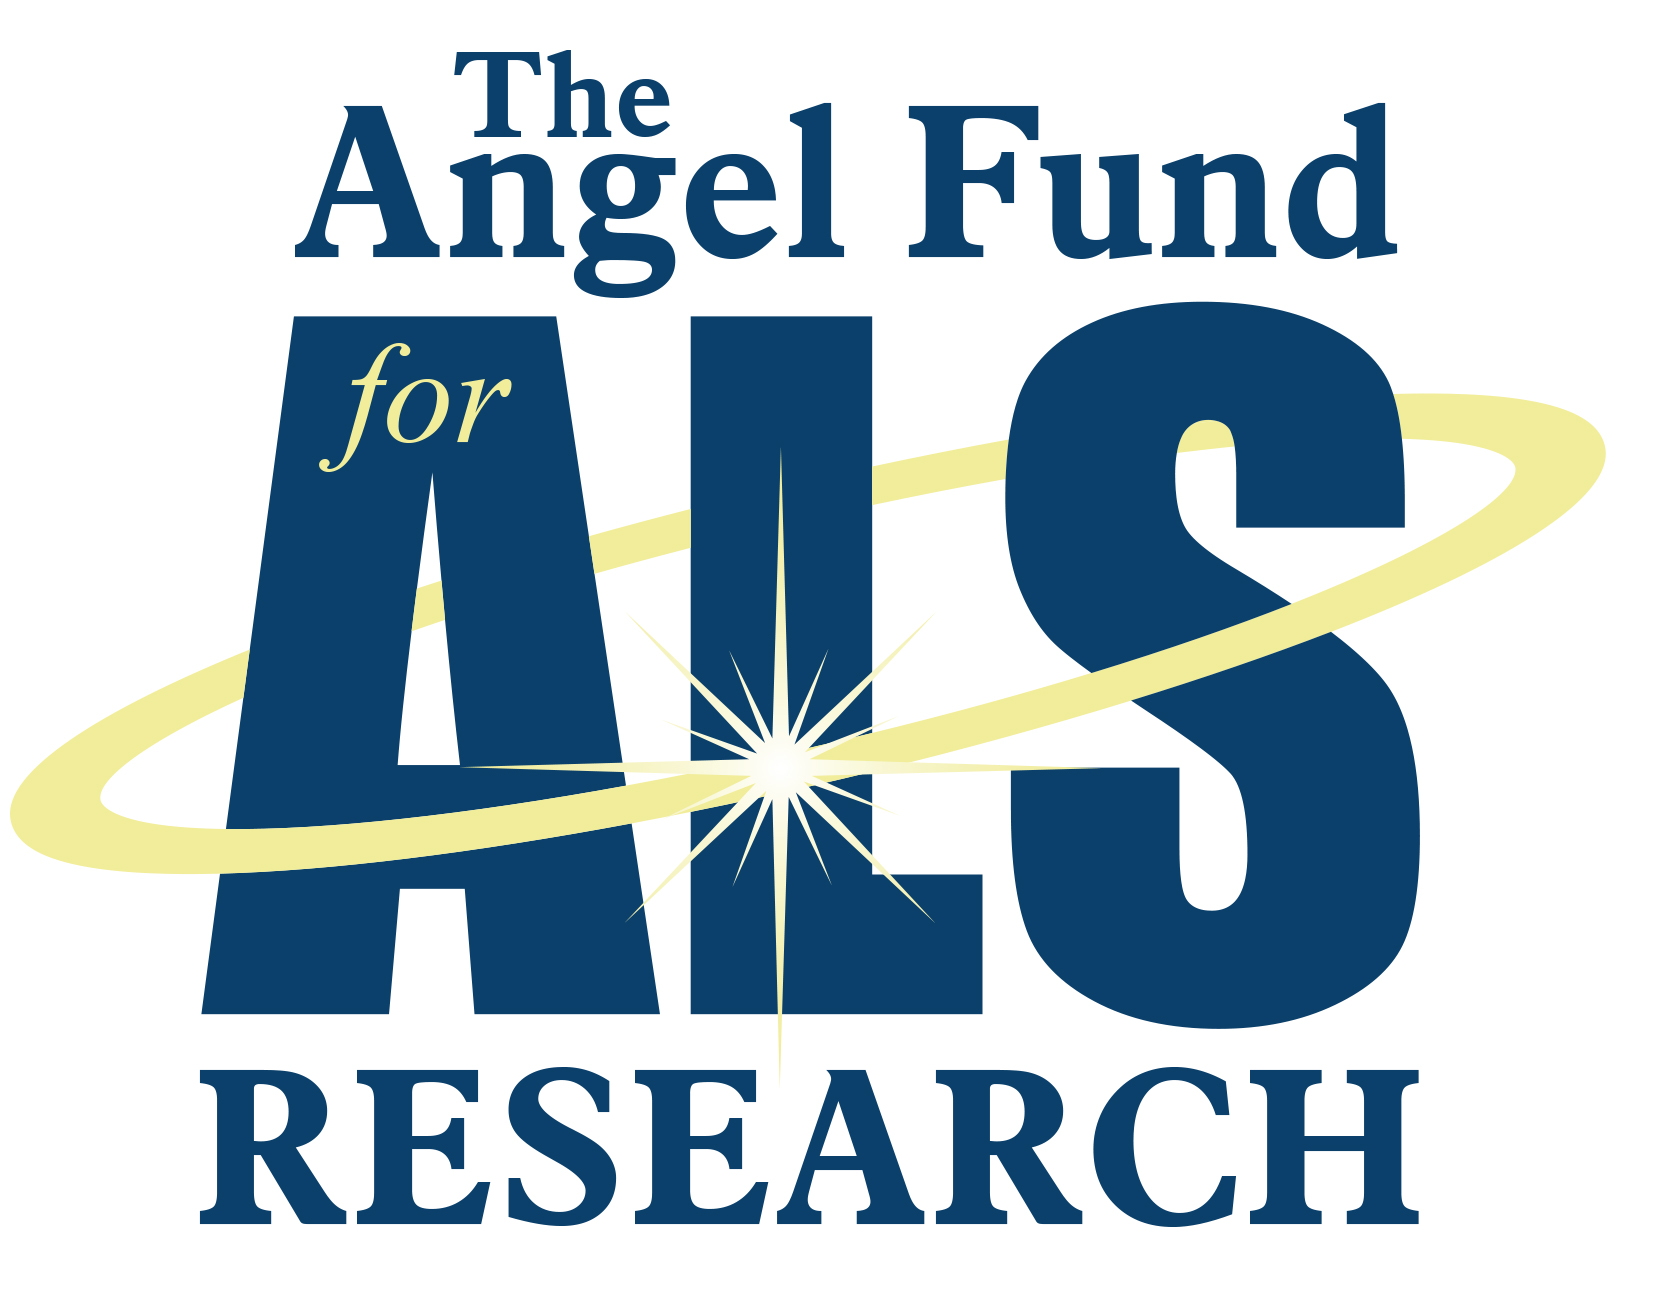 The
Angel Fund
for
ALS
RESEARCH